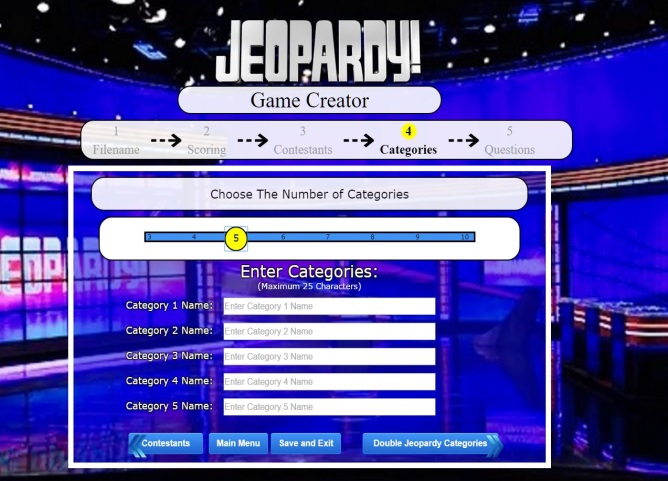 JEOPARDY!
Game Creator
1 2 3 4 5
Filename Scoring Contestants Categories Questions
Choose The Number of Categories
3 4 5 6 7 8 9 10
Enter Categories:
(Maximum 25 Characters)
Category 1 Name: Enter Category 1 Name
Category 2 Name: Enter Category 2 Name
Category 3 Name: Enter Category 3 Name
Category 4 Name: Enter Category 4 Name
Category 5 Name: Enter Category 5 Name
Contestants Main Menu Save and Exit Double Jeopardy Categories